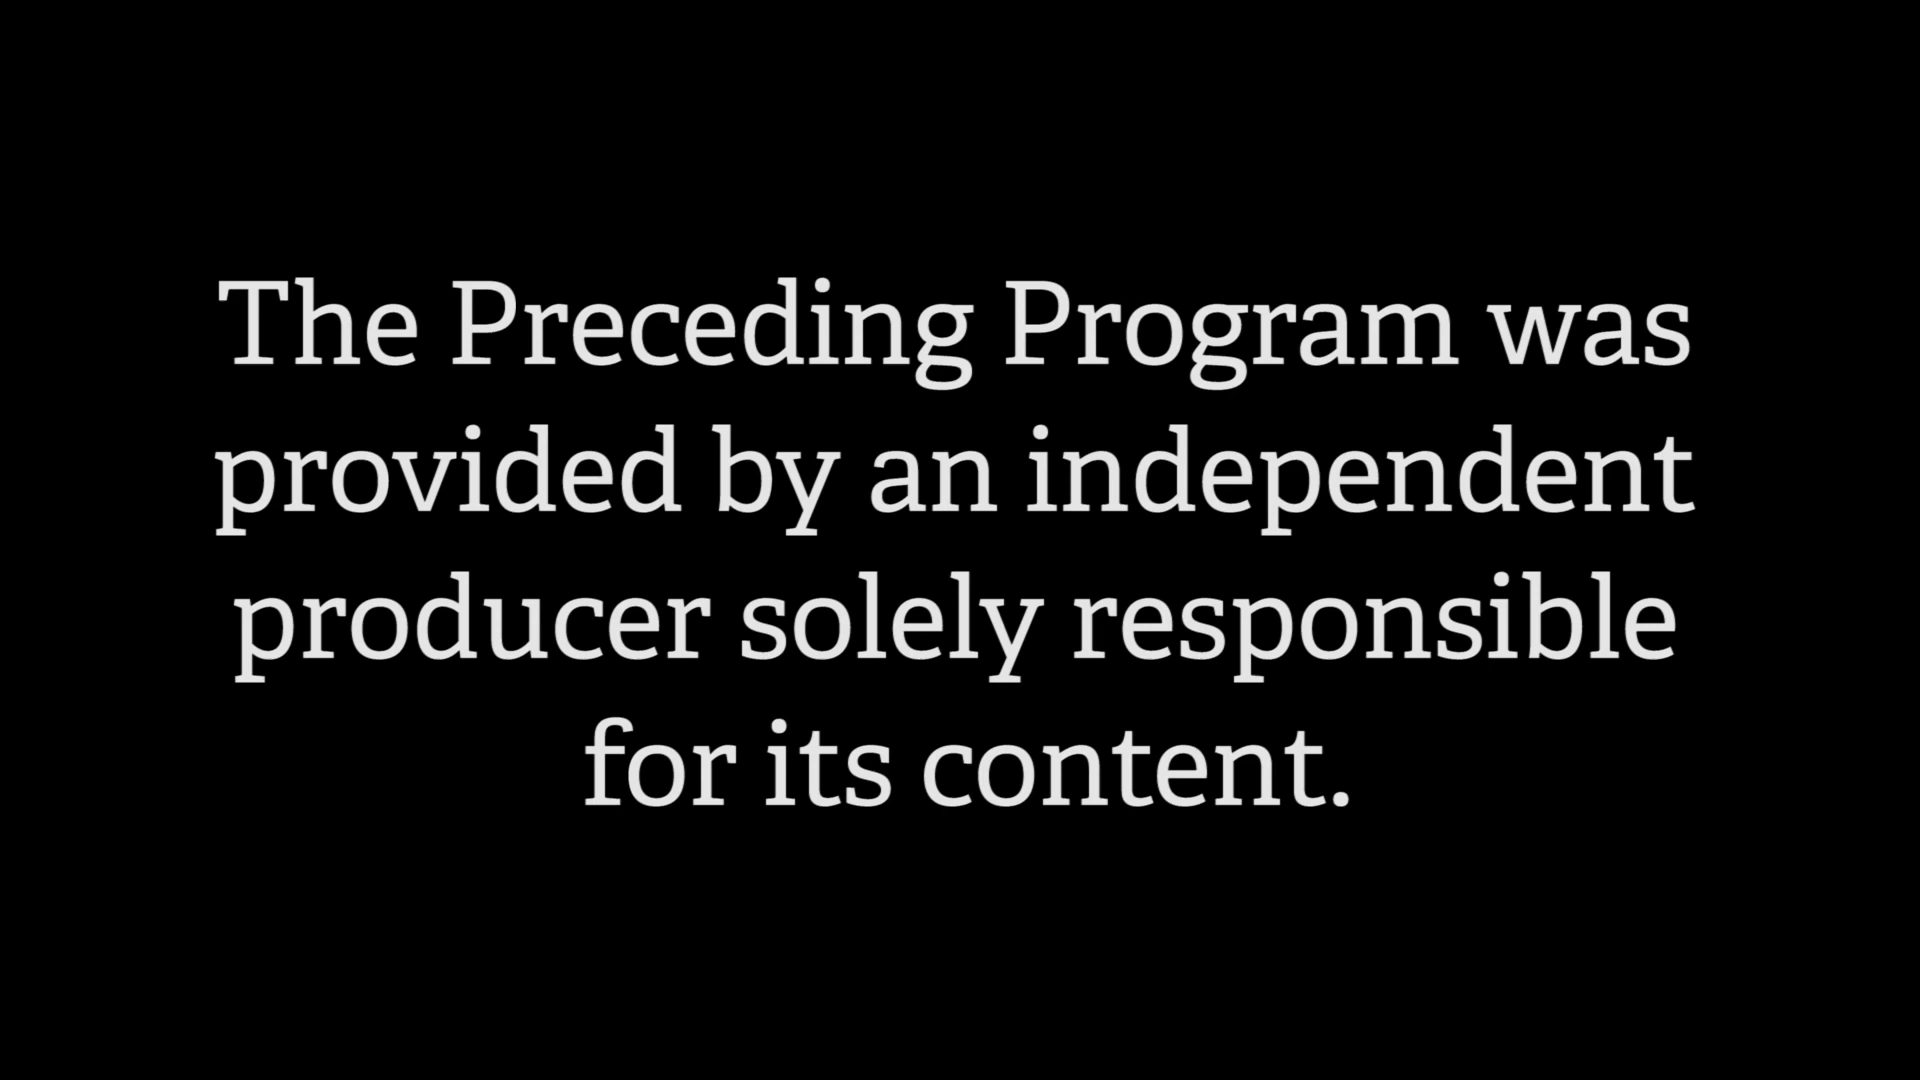 The Preceding Program was
provided by an independent
producer solely responsible
for its content.